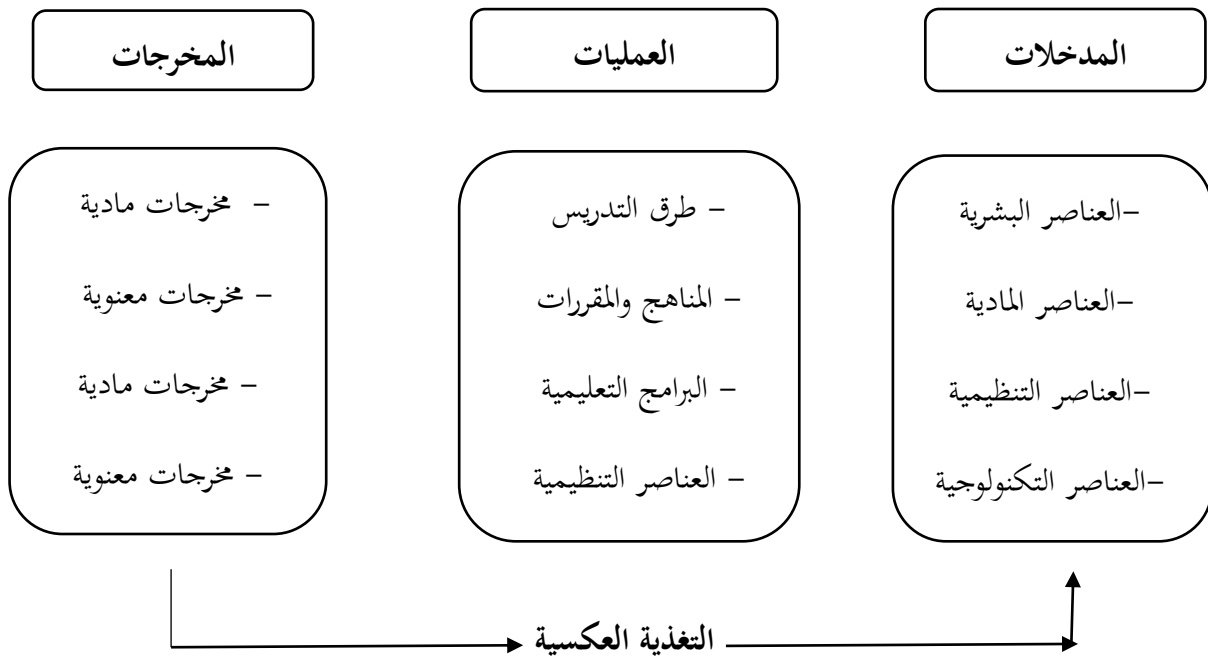 المدخلات
العمليات
المخرجات
-العناصر البشرية
-العناصر المادية
-العناصر التنظيمية
-العناصر التكنولوجية
- طرق التدريس
- المناهج والمقررات
- البرامج التعليمية
- العناصر التنظيمية
- مخرجات مادية
- مخرجات معنوية
- مخرجات مادية
- مخرجات معنوية
التغذية العكسية